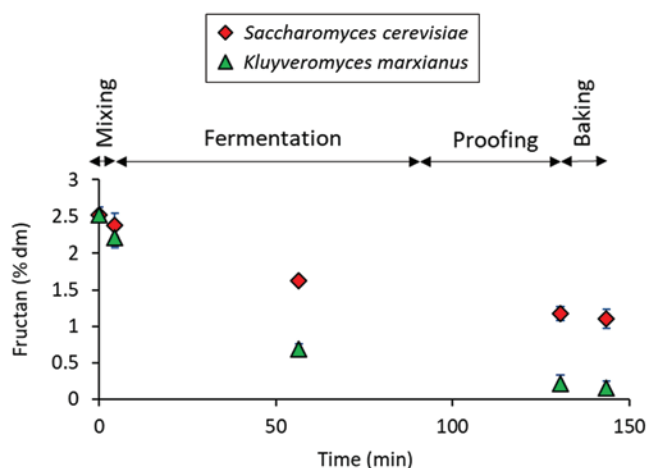 Saccharomyces cerevisiae
Kluyveromyces marxianus
Mixing
Fermentation
Proofing
Baking
Fructan (% dm)
3
2.5
2
1.5
1
0.5
0
0
50
100
150
Time (min)